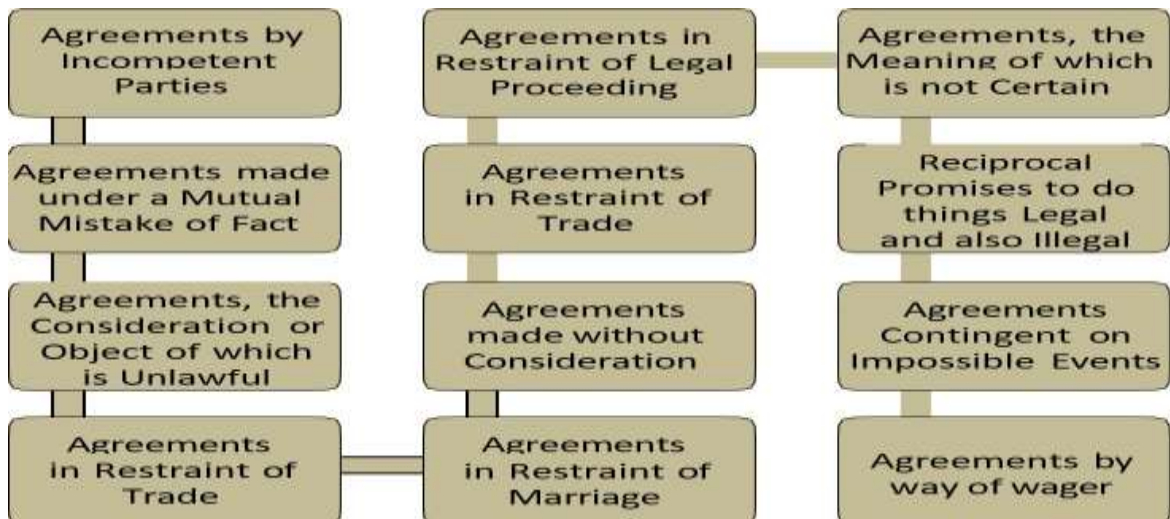 Agreements by
Incompetent
Parties
Agreements made
under a Mutual
Mistake of Fact
Agreements, the
Consideration or
Object of which
is Unlawful
Agreements
in Restraint of
Trade
Agreements in
Restraint of Legal
Proceeding
Agreements
in Restraint of
Trade
Agreements
made without
Consideration
Agreements
in Restraint of
Marriage
Agreements, the
Meaning of which
is not Certain
Reciprocal
Promises to do
things Legal
and also Illegal
Agreements
Contingent on
Impossible Events
Agreements by
way of wager